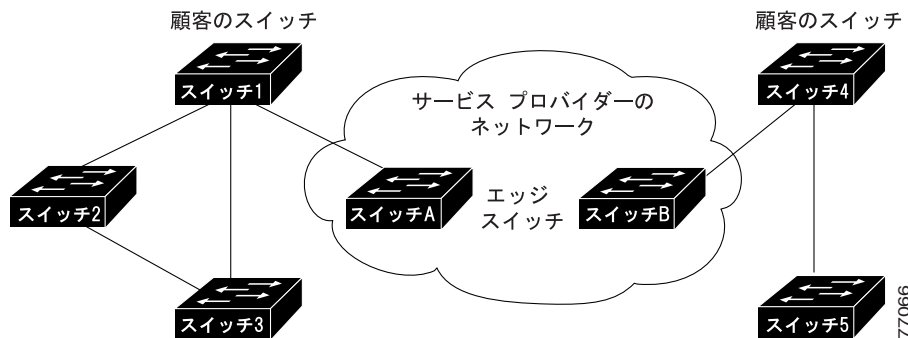 顧客のスイッチ
顧客のスイッチ
スイッチ1
スイッチ4
サービス プロバイダーの
ネットワーク
スイッチ2
スイッチA
エッジ
スイッチ
スイッチB
スイッチ3
スイッチ5
77066